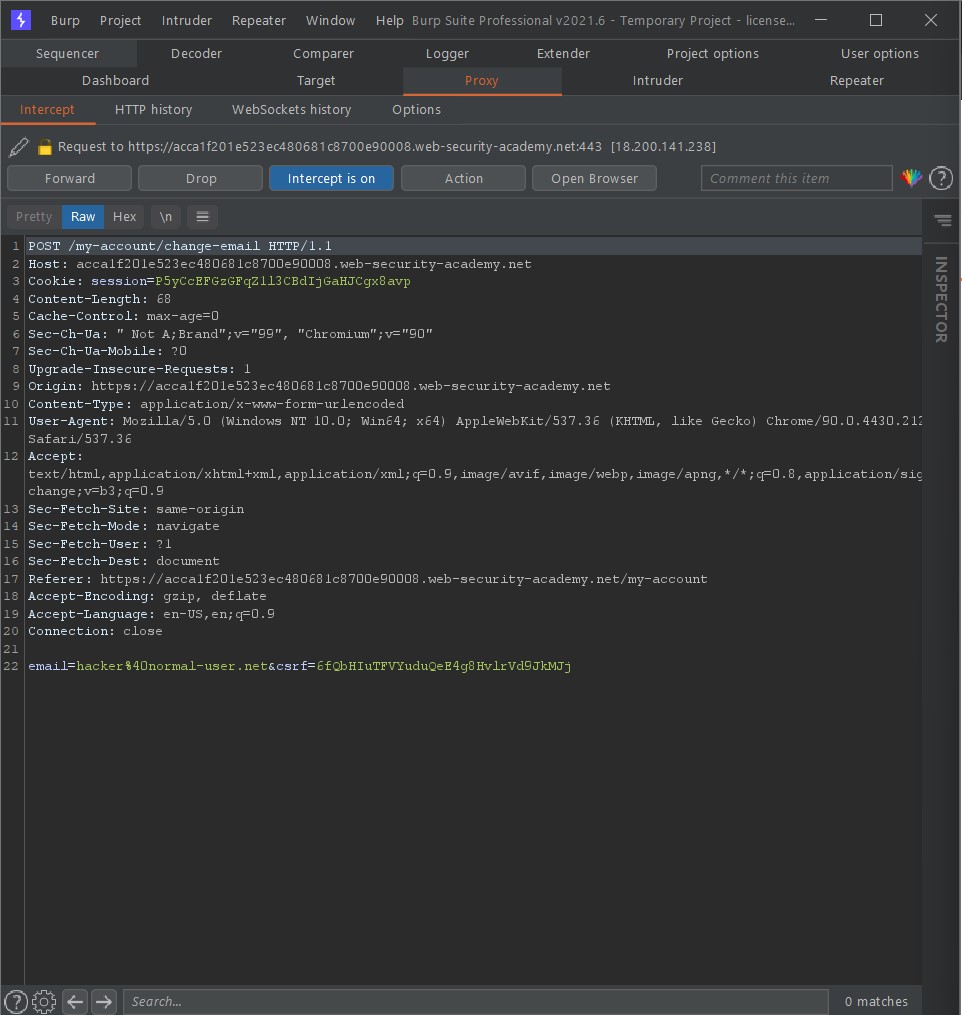 Burp Project Intruder Repeater Window Help Burp Suite Professional v2021.6 - Temporary Project - license...
Sequencer Decoder Comparer Logger Extender Project options User options
Dashboard Target Proxy Intruder Repeater
Intercept HTTP history WebSockets history Options
Request to https://acca1f201e523ec480681c8700e90008.web-security-academy.net:443 [18.200.141.238]
Forward Drop Intercept is on Action Open Browser Comment this item ?
Pretty Raw Hex \n
INSPECTOR
1 POST /my-account/change-email HTTP/1.1
2 Host: acca1f201e523ec480681c8700e90008.web-security-academy.net
3 Cookie: session=P5yCcEFGzGFqZ1l3CBdIjGaHJCgx8avp
4 Content-Length: 68
5 Cache-Control: max-age=0
6 Sec-Ch-Ua: " Not A;Brand";v="99", "Chromium";v="90"
7 Sec-Ch-Ua-Mobile: ?0
8 Upgrade-Insecure-Requests: 1
9 Origin: https://acca1f201e523ec480681c8700e90008.web-security-academy.net
10 Content-Type: application/x-www-form-urlencoded
11 User-Agent: Mozilla/5.0 (Windows NT 10.0; Win64; x64) AppleWebKit/537.36 (KHTML, like Gecko) Chrome/90.0.4430.212
Safari/537.36
12 Accept:
text/html,application/xhtml+xml,application/xml;q=0.9,image/avif,image/webp,image/apng,*/*;q=0.8,application/sig
change;v=b3;q=0.9
13 Sec-Fetch-Site: same-origin
14 Sec-Fetch-Mode: navigate
15 Sec-Fetch-User: ?1
16 Sec-Fetch-Dest: document
17 Referer: https://acca1f201e523ec480681c8700e90008.web-security-academy.net/my-account
18 Accept-Encoding: gzip, deflate
19 Accept-Language: en-US,en;q=0.9
20 Connection: close
21
22 email=hacker%40normal-user.net&csrf=6fQbHIuTFVYuduQeE4g8HvlrVd9JkMJj
? Search... 0 matches